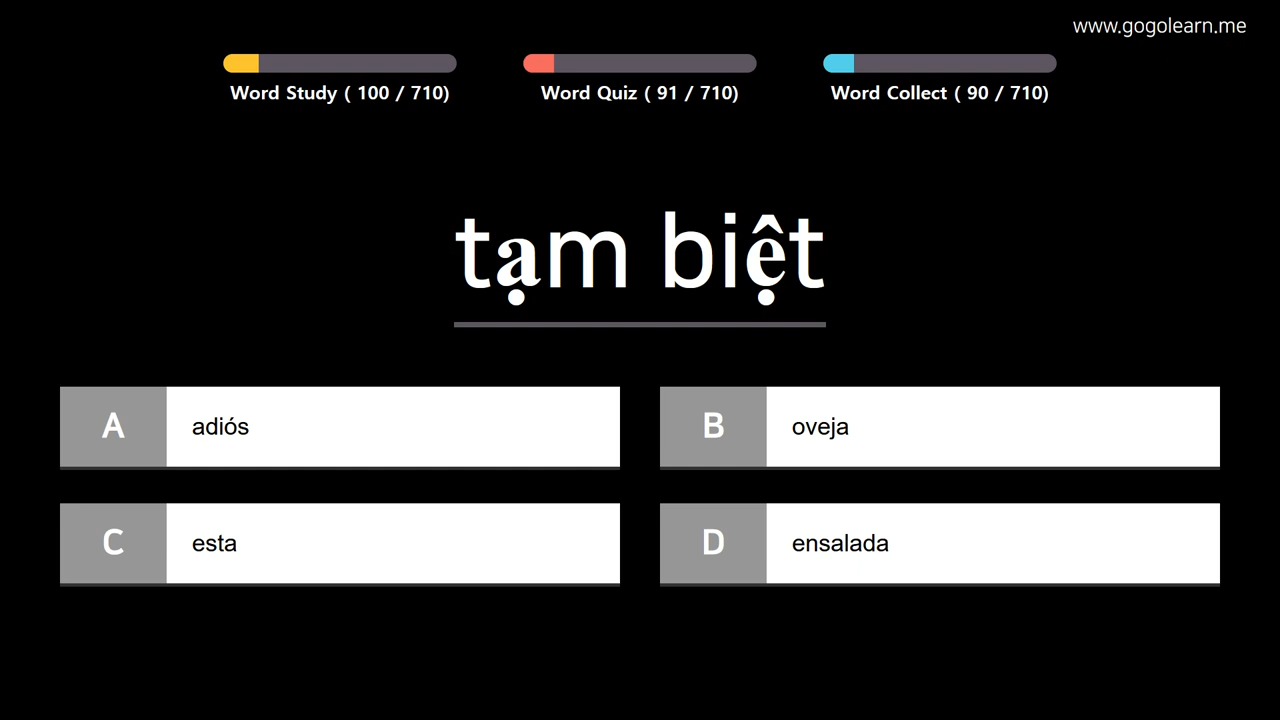 www.gogolearn.me
Word Study ( 100 / 710)
Word Quiz ( 91 / 710)
Word Collect ( 90 / 710)
tạm biệt
A adiós
B oveja
C esta
D ensalada